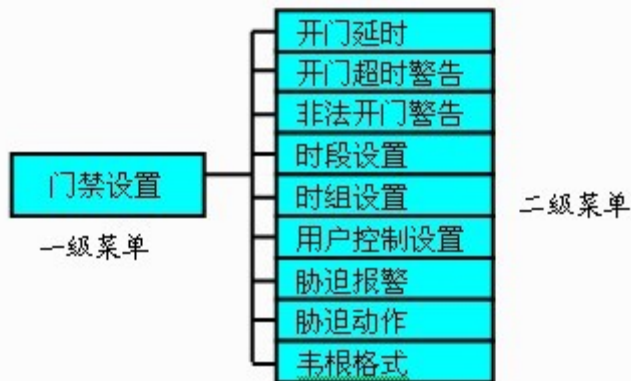 门禁设置
一级菜单
开门延时
开门超时警告
非法开门警告
时段设置
时组设置
用户控制设置
胁迫报警
胁迫动作
韦根格式
二级菜单